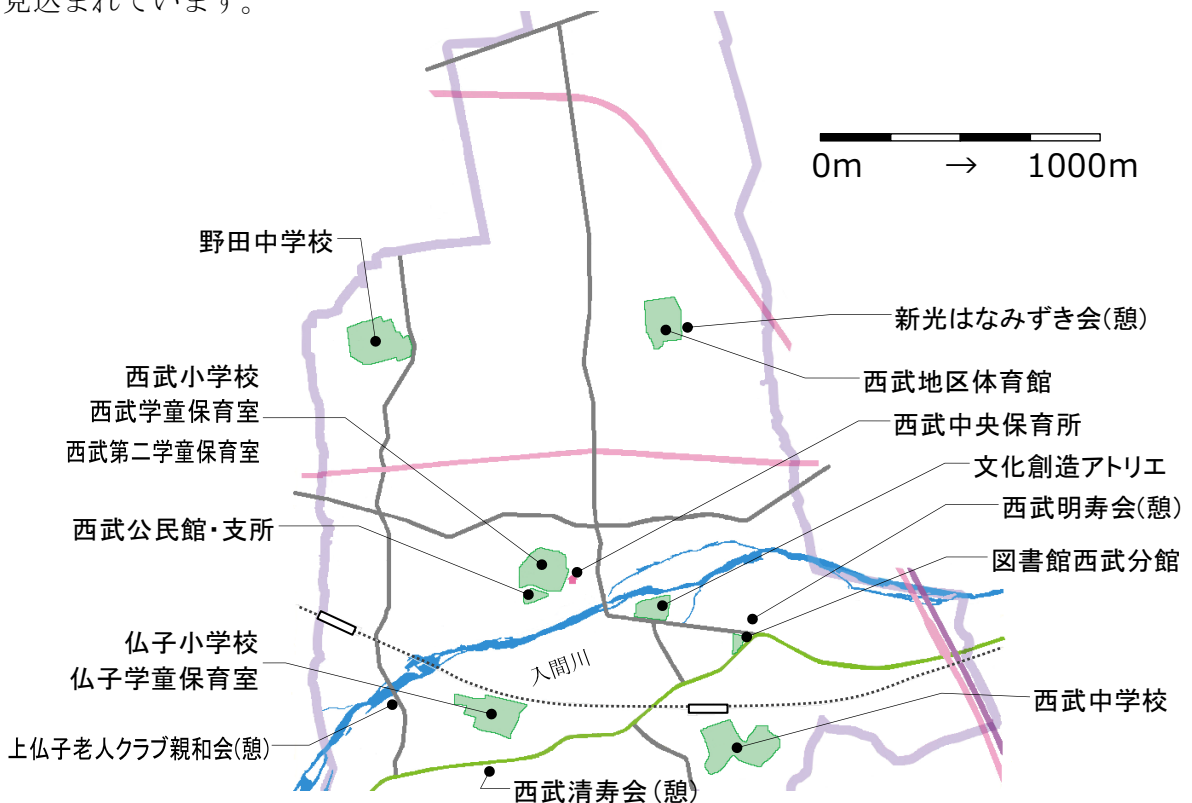 見込まれています。
0m → 1000m
野田中学校
新光はなみずき会(憩)
西武小学校
西武学童保育室
西武第二学童保育室
西武地区体育館
西武中央保育所
文化創造アトリエ
西武公民館・支所
西武明寿会(憩)
図書館西武分館
仏子小学校
仏子学童保育室
入間川
西武中学校
上仏子老人クラブ親和会(憩)
西武清寿会(憩)